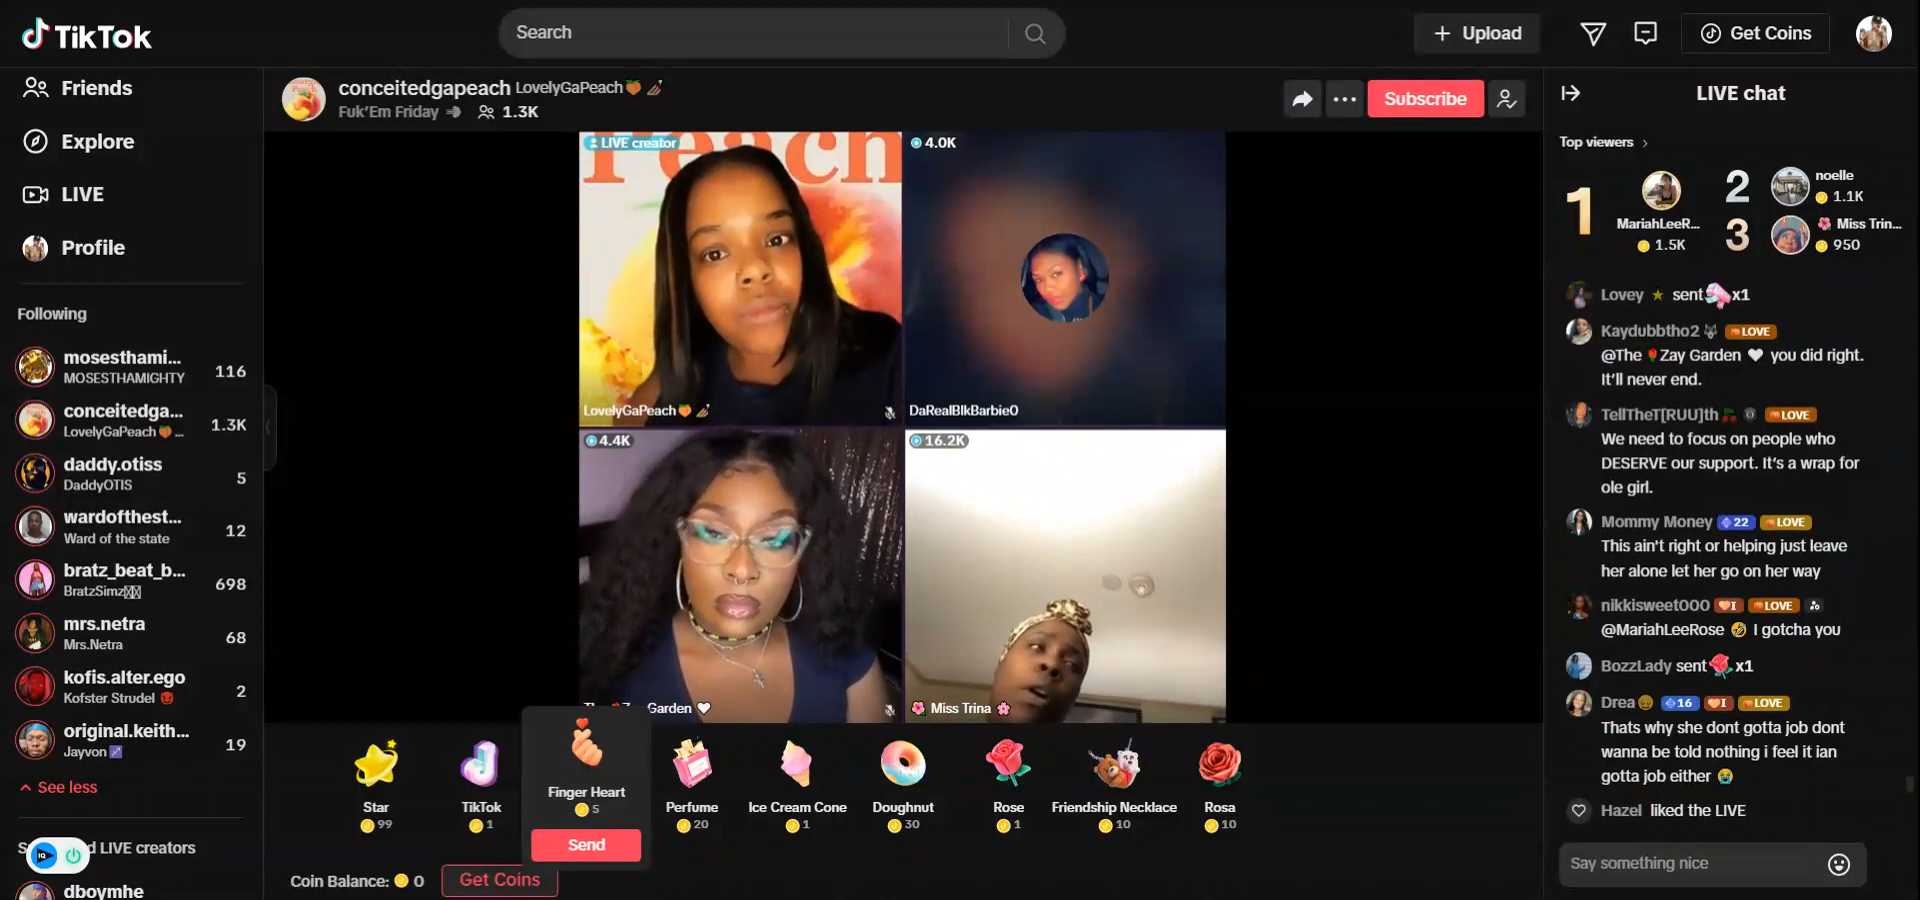 TikTok
Search
Upload
Get Coins
Friends
Explore
LIVE
Profile
Following
mosesthami...
MOSESTHAMIGHTY
116
conceitedga...
LovelyGaPeach🍑...
1.3K
daddy.otiss
DaddyOTIS
5
wardofthest...
Ward of the state
12
bratz_beat_b...
BratzSimz
698
mrs.netra
Mrs.Netra
68
kofis.alter.ego
Kofster Strudel
2
original.keith...
Jayvon
19
See less
LIVE creators
dboymhe
conceitedgapeach LovelyGaPeach🍑💅🏾
Fuk'Em Friday
1.3K
Subscribe
Peach
LIVE creator
LovelyGaPeach🍑💅🏾
4.0K
DaRealBlkBarbie0
4.4K
Garden 🤍
16.2K
🌺 Miss Trina 🌸
Star
99
TikTok
1
Finger Heart
5
Send
Perfume
20
Ice Cream Cone
1
Doughnut
30
Rose
1
Friendship Necklace
10
Rosa
10
Coin Balance: 0
Get Coins
LIVE chat
Top viewers
1
MariahLeeR...
1.5K
2
noelle
1.1K
3
🌺 Miss Trin...
950
Lovey ⭐ sent x1
Kaydubbtho2 🐺 LOVE
@The 🌹Zay Garden 🤍 you did right.
It'll never end.
TellTheT[RUU]th🍒 LOVE
We need to focus on people who
DESERVE our support. It's a wrap for
ole girl.
Mommy Money 22 LOVE
This ain't right or helping just leave
her alone let her go on her way
nikkisweet000 I LOVE
@MariahLeeRose 🤣 I gotcha you
BozzLady sent🌹x1
Drea 16 I LOVE
Thats why she dont gotta job dont
wanna be told nothing i feel it ian
gotta job either 😭
Hazel liked the LIVE
Say something nice